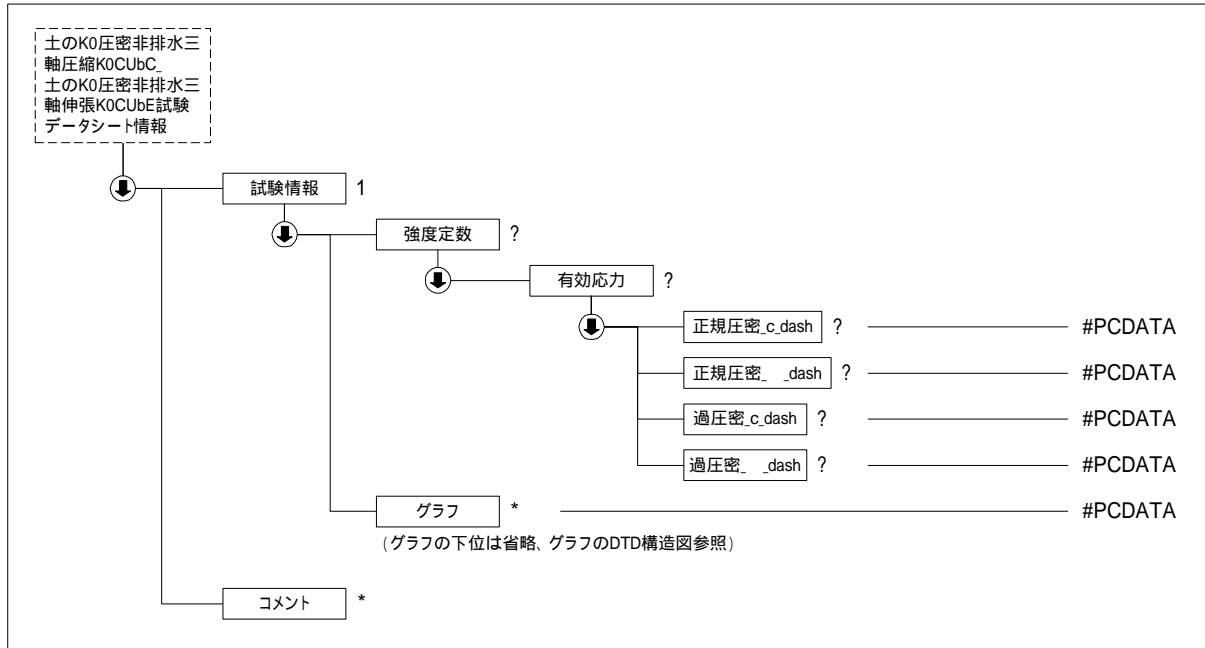 土のK0圧密非排水三
軸圧縮K0CUbC_
土のK0圧密非排水三
軸伸張K0CUbE試験
データシート情報
試験情報 1
強度定数 ?
有効応力 ?
正規圧密_c_dash ? #PCDATA
正規圧密_ _dash ? #PCDATA
過圧密_c_dash ? #PCDATA
過圧密_ _dash ? #PCDATA
グラフ * #PCDATA
(グラフの下位は省略、グラフのDTD構造図参照)
コメント *